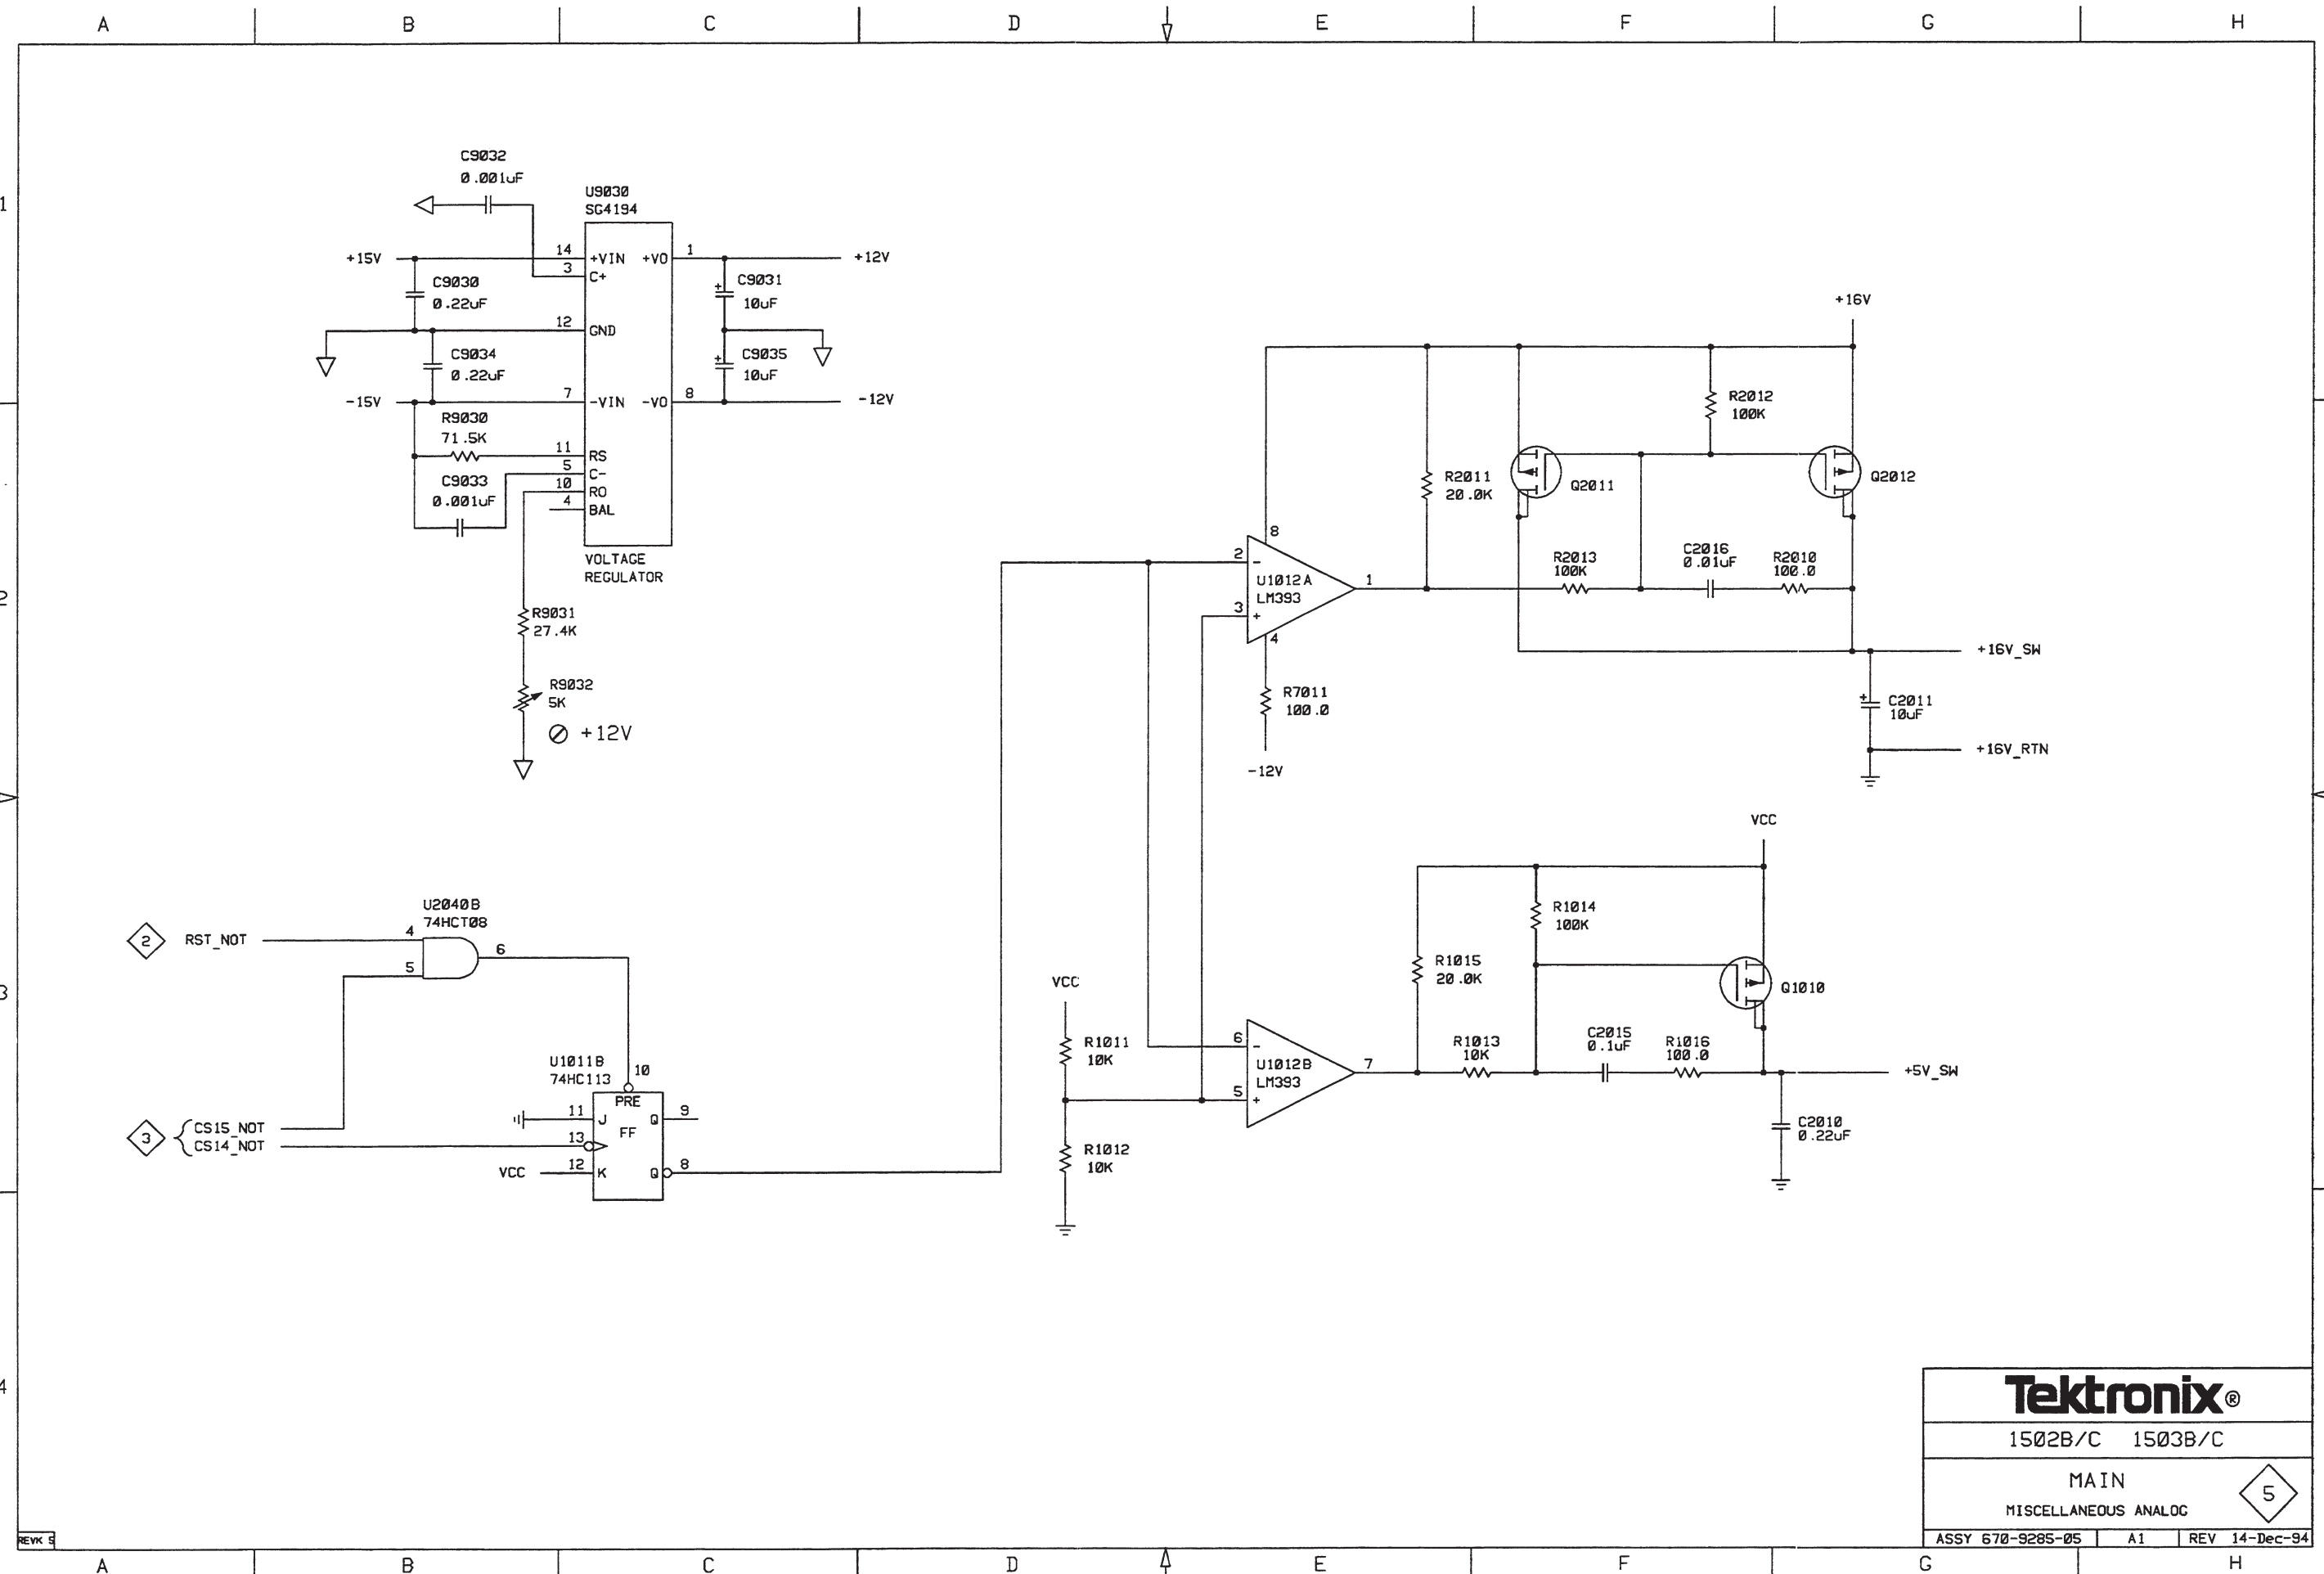 A B C D E F G H
1
2
3
4
C9032
0.001uF
U9030
SG4194
+15V
14 +VIN +VO 1
+12V
3 C+
C9030
0.22uF
C9031
10uF
12 GND
C9034
0.22uF
C9035
10uF
-15V
7 -VIN -VO 8
-12V
R9030
71.5K
11 RS
5 C-
C9033
0.001uF
10 RO
4 BAL
VOLTAGE
REGULATOR
R9031
27.4K
R9032
5K
+12V
+16V
R2012
100K
R2011
20.0K
Q2011
Q2012
8
2 -
U1012A
LM393
1
3 +
4
R2013
100K
C2016
0.01uF
R2010
100.0
+16V_SW
R7011
100.0
-12V
C2011
10uF
+16V_RTN
VCC
U2040B
74HCT08
2 RST_NOT
4
5
6
R1014
100K
R1015
20.0K
Q1010
VCC
R1011
10K
6 -
U1012B
LM393
7
5 +
R1013
10K
C2015
0.1uF
R1016
100.0
+5V_SW
C2010
0.22uF
R1012
10K
U1011B
74HC113
10
PRE
11 J Q 9
FF
3 CS15_NOT
CS14_NOT
13
VCC 12 K Q 8
Tektronix®
1502B/C 1503B/C
MAIN
MISCELLANEOUS ANALOG
5
ASSY 670-9285-05 A1 REV 14-Dec-94
REVK 5
A B C D E F G H